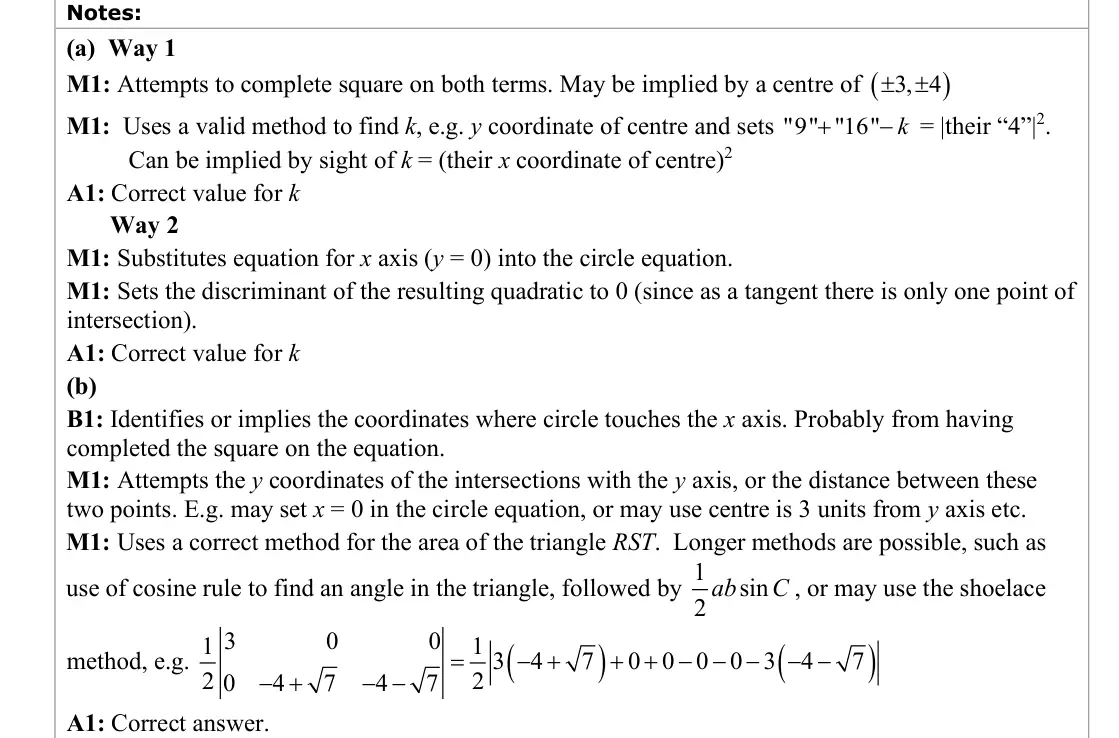 Notes:
(a) Way 1
M1: Attempts to complete square on both terms. May be implied by a centre of (±3,±4)
M1: Uses a valid method to find k, e.g. y coordinate of centre and sets "9"+"16"– k = |their “4”|².
Can be implied by sight of k = (their x coordinate of centre)²
A1: Correct value for k
Way 2
M1: Substitutes equation for x axis (y = 0) into the circle equation.
M1: Sets the discriminant of the resulting quadratic to 0 (since as a tangent there is only one point of
intersection).
A1: Correct value for k
(b)
B1: Identifies or implies the coordinates where circle touches the x axis. Probably from having
completed the square on the equation.
M1: Attempts the y coordinates of the intersections with the y axis, or the distance between these
two points. E.g. may set x = 0 in the circle equation, or may use centre is 3 units from y axis etc.
M1: Uses a correct method for the area of the triangle RST. Longer methods are possible, such as
use of cosine rule to find an angle in the triangle, followed by 1/2 ab sin C , or may use the shoelace
method, e.g. 1/2 |3 0 0; 0 −4+√7 −4−√7| = 1/2 |3(−4+√7)+0+0−0−0−3(−4−√7)|
A1: Correct answer.